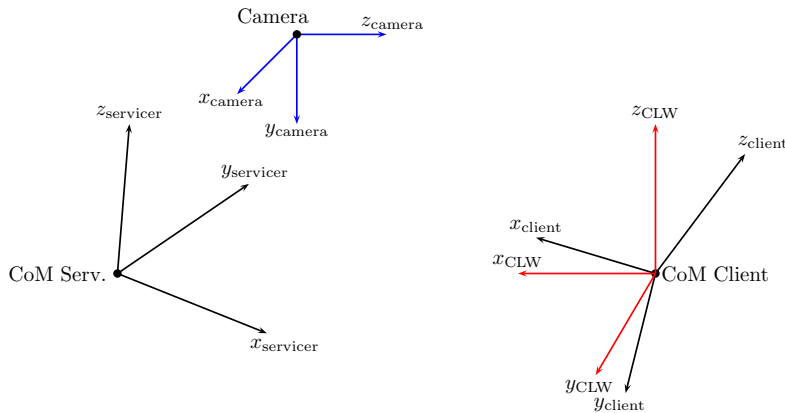 Camera
z_camera
x_camera
y_camera
z_servicer
y_servicer
CoM Serv.
x_servicer
z_CLW
z_client
x_client
x_CLW
CoM Client
y_CLW
y_client